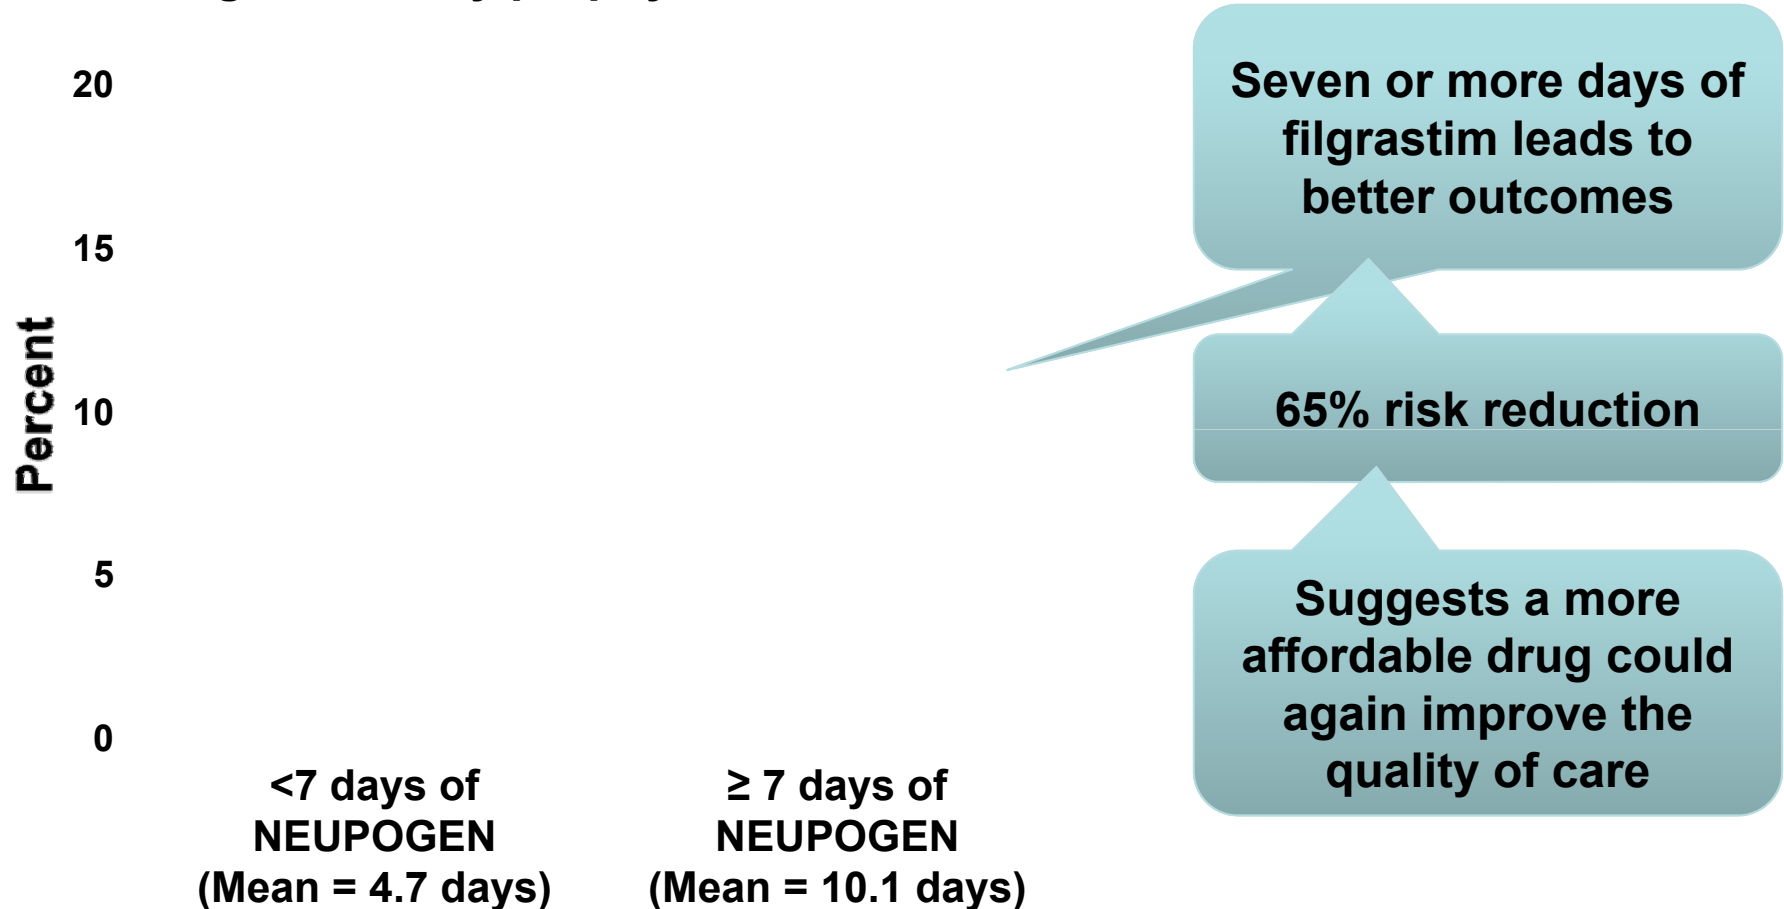 20
15
10
5
0
Percent
<7 days of
NEUPOGEN
(Mean = 4.7 days)
≥ 7 days of
NEUPOGEN
(Mean = 10.1 days)
Seven or more days of
filgrastim leads to
better outcomes
65% risk reduction
Suggests a more
affordable drug could
again improve the
quality of care